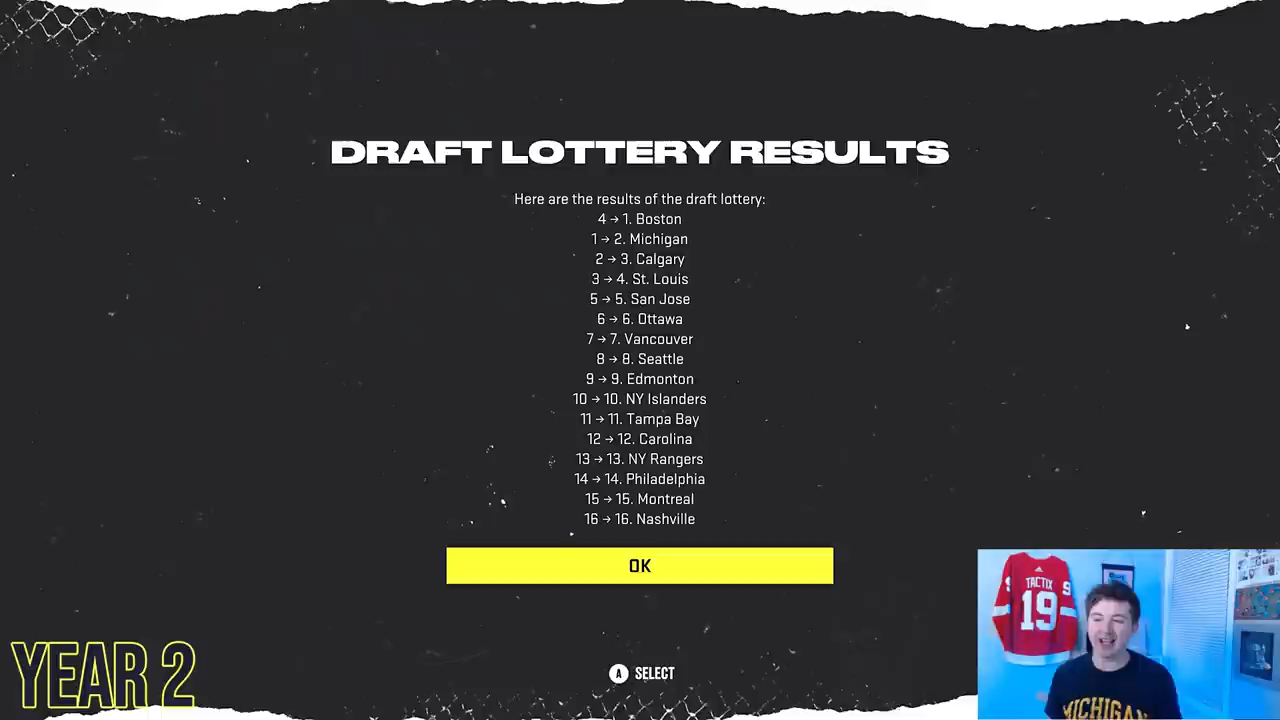 DRAFT LOTTERY RESULTS
Here are the results of the draft lottery:
4 → 1. Boston
1 → 2. Michigan
2 → 3. Calgary
3 → 4. St. Louis
5 → 5. San Jose
6 → 6. Ottawa
7 → 7. Vancouver
8 → 8. Seattle
9 → 9. Edmonton
10 → 10. NY Islanders
11 → 11. Tampa Bay
12 → 12. Carolina
13 → 13. NY Rangers
14 → 14. Philadelphia
15 → 15. Montreal
16 → 16. Nashville
OK
TACTIX
19
9
MICHIGAN
YEAR 2
A SELECT